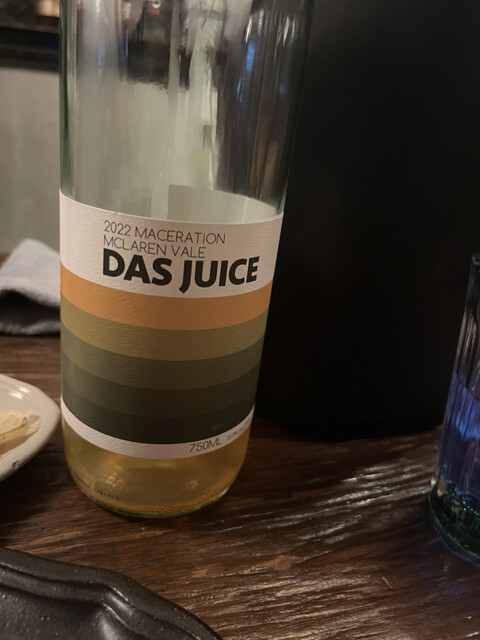 2022 MACERATION
MCLAREN VALE
DAS JUICE
750ML